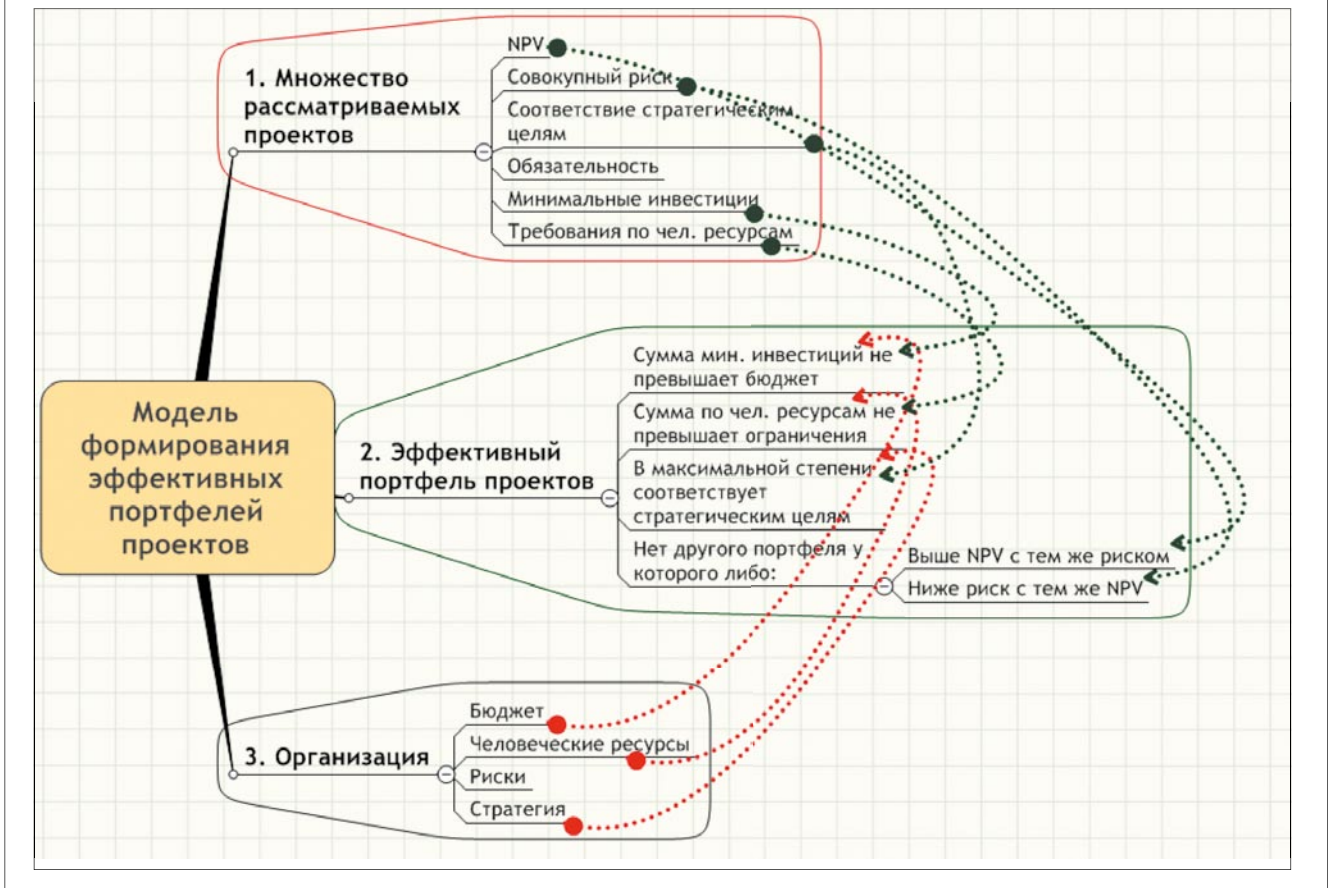 NPV
1. Множество
рассматриваемых
проектов
Совокупный риск
Соответствие стратегическим
целям
Обязательность
Минимальные инвестиции
Требования по чел. ресурсам
Модель
формирования
эффективных
портфелей
проектов
2. Эффективный
портфель проектов
Сумма мин. инвестиций не
превышает бюджет
Сумма по чел. ресурсам не
превышает ограничения
В максимальной степени
соответствует
стратегическим целям
Нет другого портфеля у
которого либо:
Выше NPV с тем же риском
Ниже риск с тем же NPV
3. Организация
Бюджет
Человеческие ресурсы
Риски
Стратегия